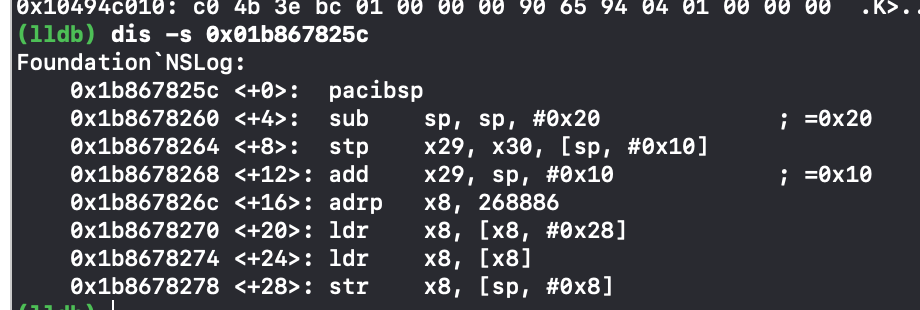 0x10494c010: c0 4b 3e bc 01 00 00 00 90 65 94 04 01 00 00 00  .K>..
(lldb) dis -s 0x01b867825c
Foundation`NSLog:
    0x1b867825c <+0>:  pacibsp
    0x1b8678260 <+4>:  sub    sp, sp, #0x20             ; =0x20
    0x1b8678264 <+8>:  stp    x29, x30, [sp, #0x10]
    0x1b8678268 <+12>: add    x29, sp, #0x10            ; =0x10
    0x1b867826c <+16>: adrp   x8, 268886
    0x1b8678270 <+20>: ldr    x8, [x8, #0x28]
    0x1b8678274 <+24>: ldr    x8, [x8]
    0x1b8678278 <+28>: str    x8, [sp, #0x8]
(lldb)